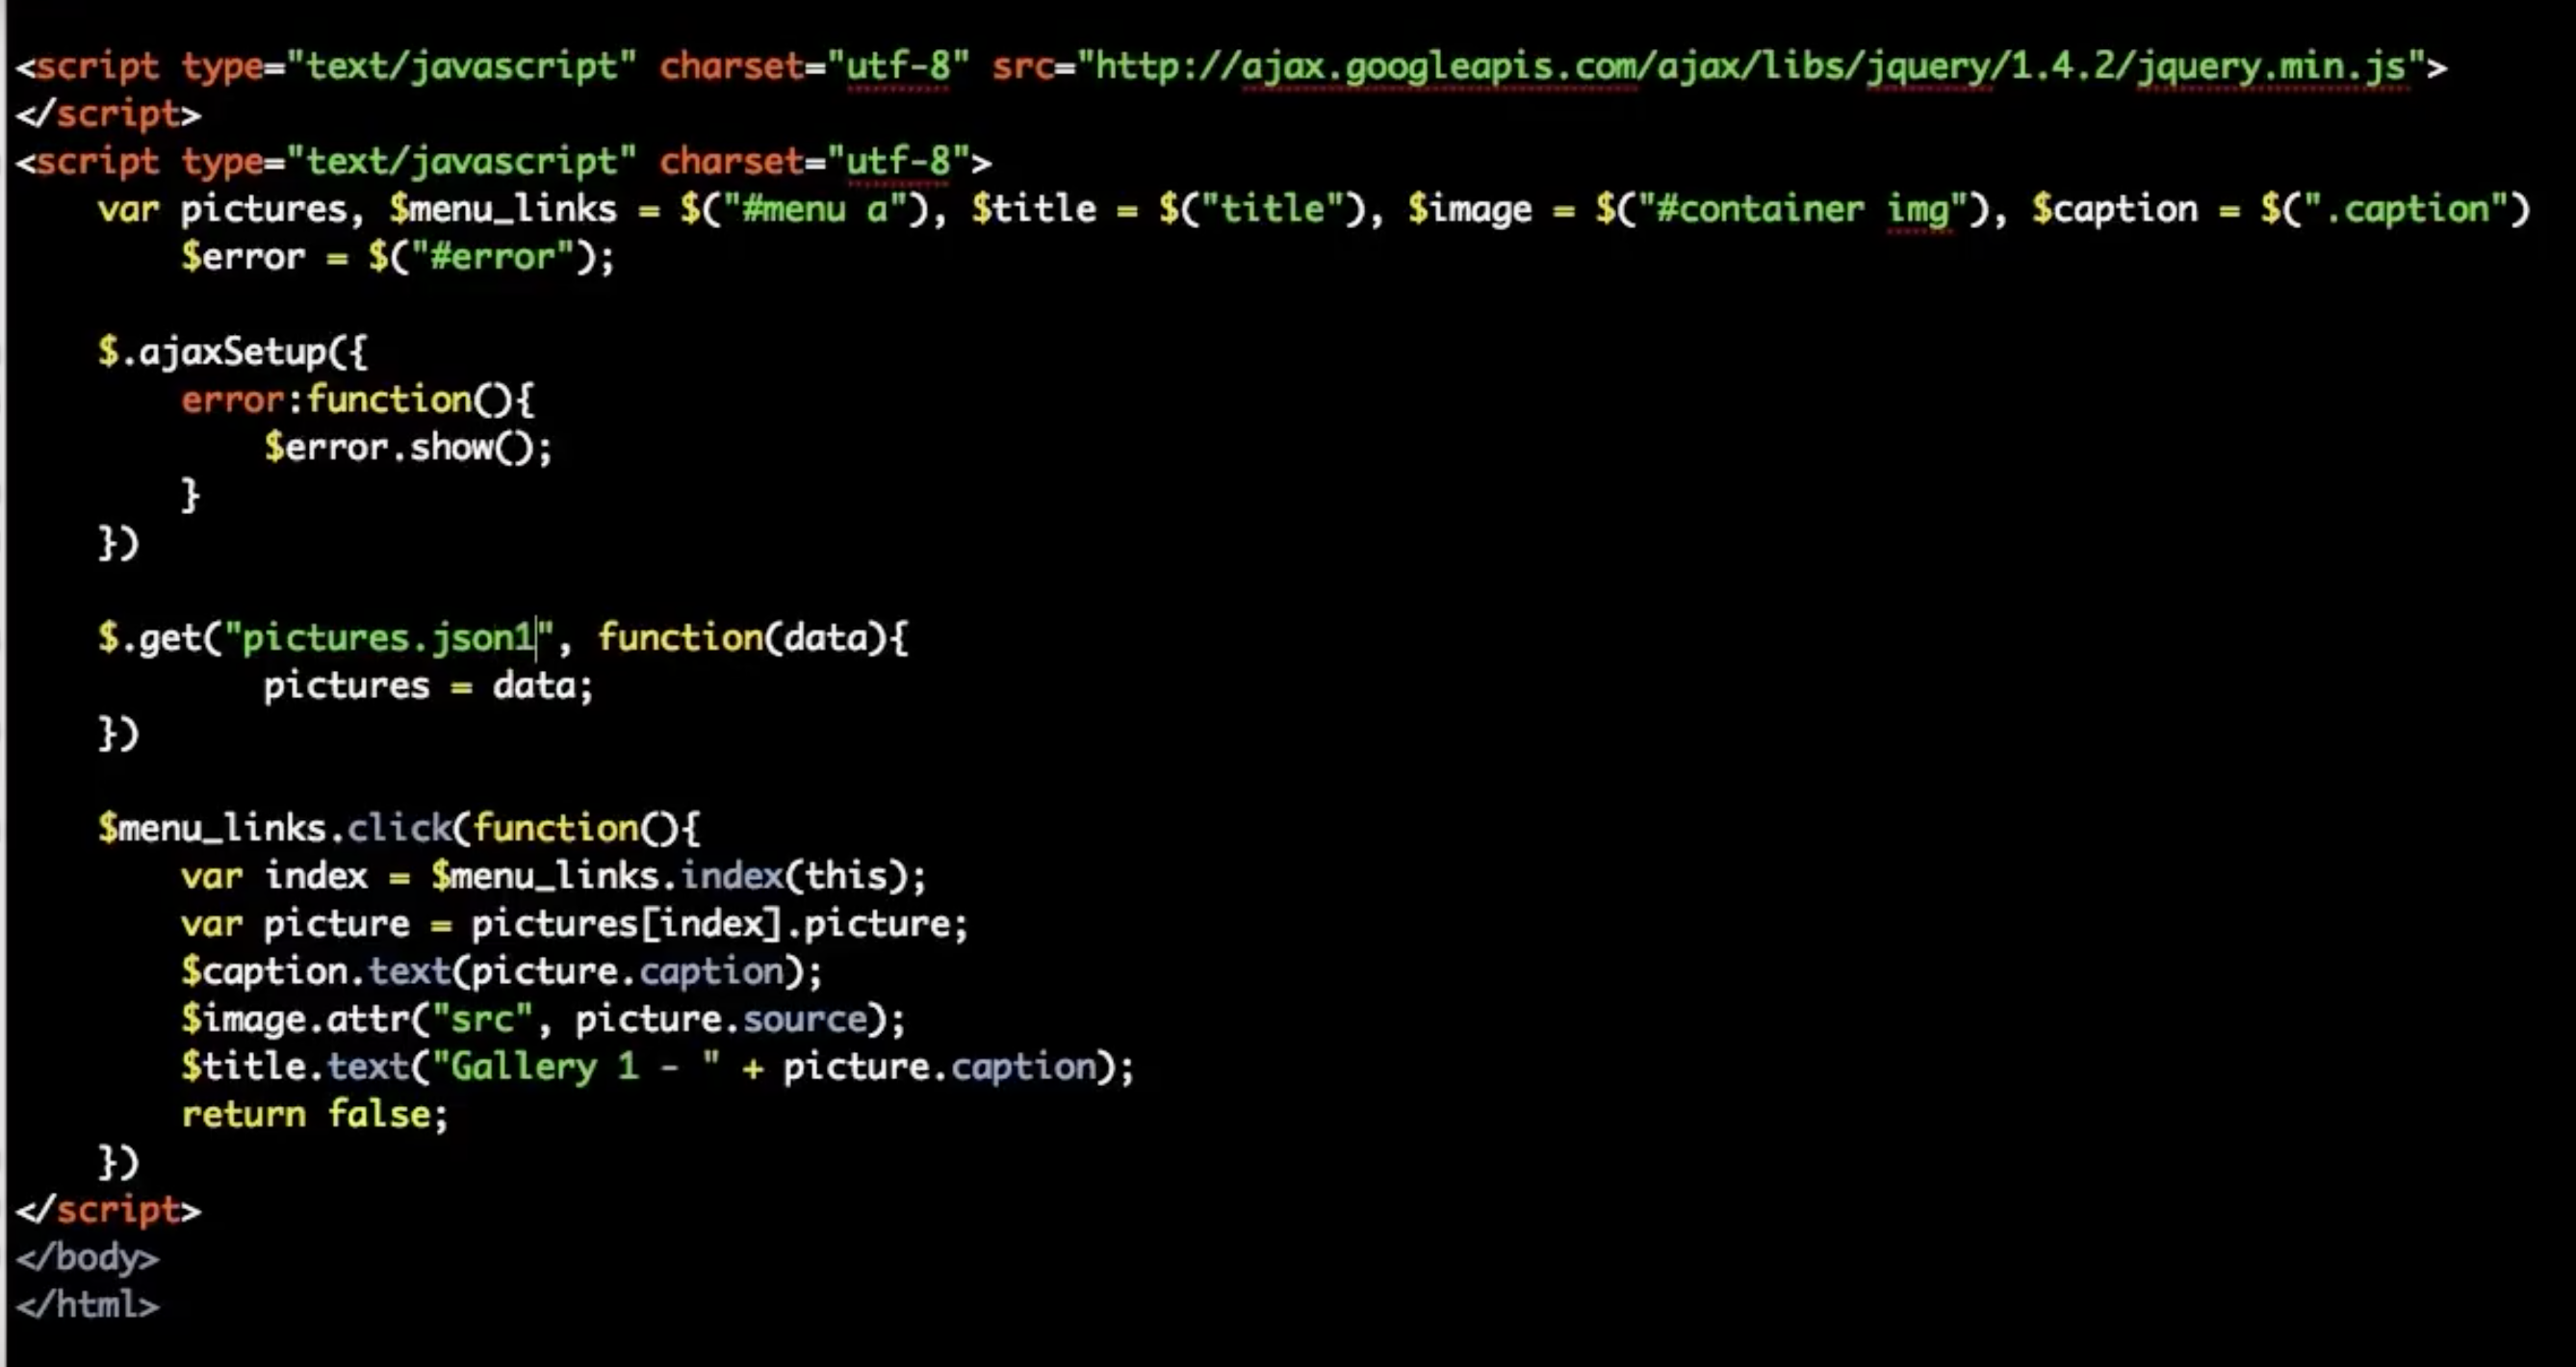 <script type="text/javascript" charset="utf-8" src="http://ajax.googleapis.com/ajax/libs/jquery/1.4.2/jquery.min.js">
</script>
<script type="text/javascript" charset="utf-8">
    var pictures, $menu_links = $("#menu a"), $title = $("title"), $image = $("#container img"), $caption = $(".caption")
        $error = $("#error");

    $.ajaxSetup({
        error:function(){
            $error.show();
        }
    })

    $.get("pictures.json1", function(data){
            pictures = data;
    })

    $menu_links.click(function(){
        var index = $menu_links.index(this);
        var picture = pictures[index].picture;
        $caption.text(picture.caption);
        $image.attr("src", picture.source);
        $title.text("Gallery 1 - " + picture.caption);
        return false;
    })
</script>
</body>
</html>